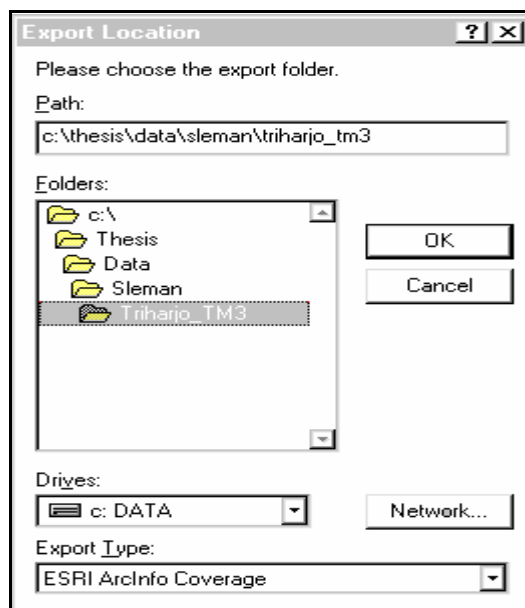 Export Location
Please choose the export folder.
Path:
c:\thesis\data\sleman\triharjo_tm3
Folders:
c:\
Thesis
Data
Sleman
Triharjo_TM3
OK
Cancel
Drives:
c: DATA
Network...
Export Type:
ESRI ArcInfo Coverage